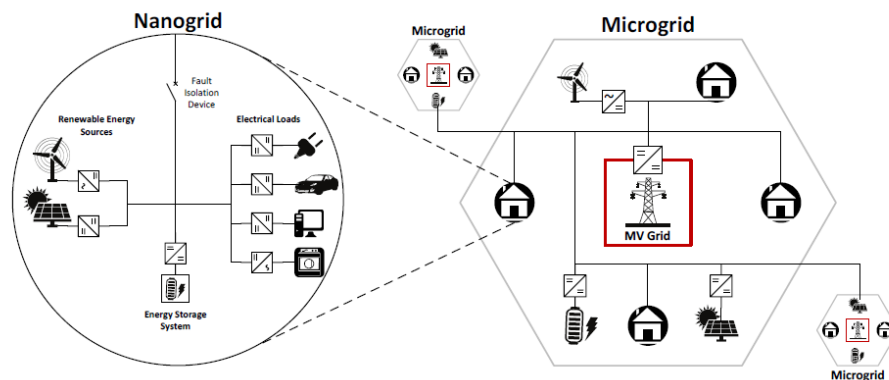 Nanogrid
Microgrid
Microgrid
Fault
Isolation
Device
Renewable Energy
Sources
Electrical Loads
MV Grid
Energy Storage
System
Microgrid